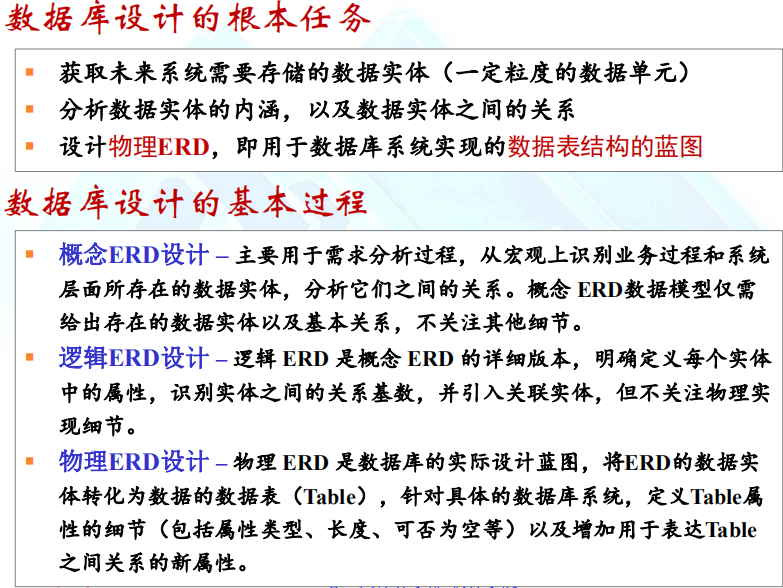 数据库设计的根本任务
▪ 获取未来系统需要存储的数据实体（一定粒度的数据单元）
▪ 分析数据实体的内涵，以及数据实体之间的关系
▪ 设计物理ERD，即用于数据库系统实现的数据表结构的蓝图
数据库设计的基本过程
▪ 概念ERD设计 – 主要用于需求分析过程，从宏观上识别业务过程和系统
层面所存在的数据实体，分析它们之间的关系。概念 ERD数据模型仅需
给出存在的数据实体以及基本关系，不关注其他细节。
▪ 逻辑ERD设计 – 逻辑 ERD 是概念 ERD 的详细版本，明确定义每个实体
中的属性，识别实体之间的关系基数，并引入关联实体，但不关注物理实
现细节。
▪ 物理ERD设计 – 物理 ERD 是数据库的实际设计蓝图，将ERD的数据实
体转化为数据的数据表（Table），针对具体的数据库系统，定义Table属
性的细节（包括属性类型、长度、可否为空等）以及增加用于表达Table
之间关系的新属性。